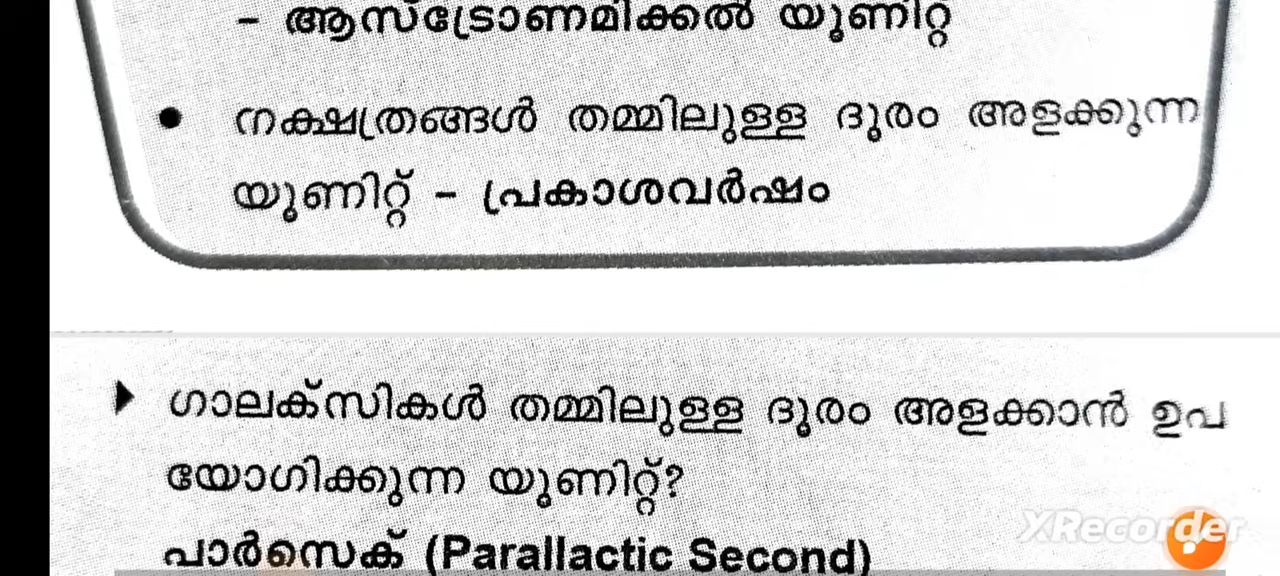 – ആസ്ട്രോണമിക്കൽ യൂണിറ്റ്
● നക്ഷത്രങ്ങൾ തമ്മിലുള്ള ദൂരം അളക്കുന്ന
യൂണിറ്റ് – പ്രകാശവർഷം
▶ ഗാലക്സികൾ തമ്മിലുള്ള ദൂരം അളക്കാൻ ഉപ
യോഗിക്കുന്ന യൂണിറ്റ്?
XRecorder
പാർസെക് (Parallactic Second)